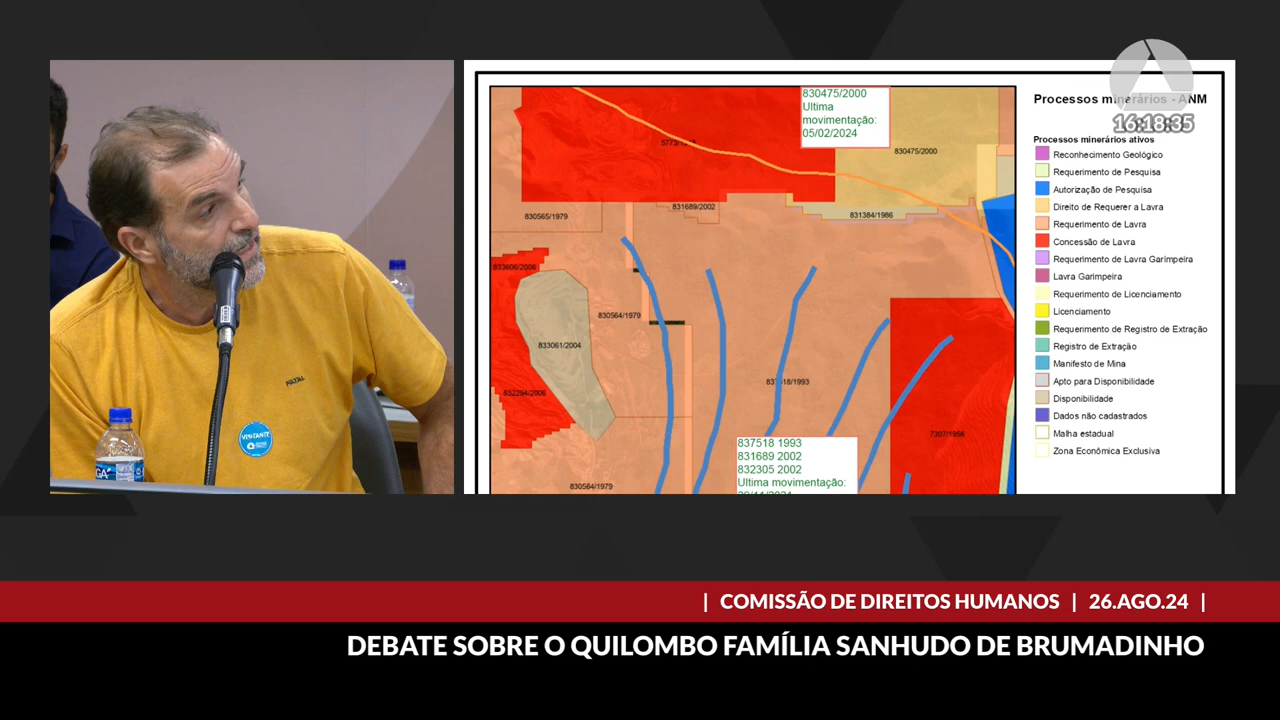 PATAL
VISITANTE
830475/2000
Ultima
movimentação:
05/02/2024
830475/2000
831689/2002
830565/1979
831384/1986
833606/2006
830564/1979
833061/2004
832294/2006
7307/1956
830564/1979
837518 1993
831689 2002
832305 2002
Ultima movimentação:
Processos minerários - ANM
16:18:35
Processos minerários ativos
Reconhecimento Geológico
Requerimento de Pesquisa
Autorização de Pesquisa
Direito de Requerer a Lavra
Requerimento de Lavra
Concessão de Lavra
Requerimento de Lavra Garimpeira
Lavra Garimpeira
Requerimento de Licenciamento
Licenciamento
Requerimento de Registro de Extração
Registro de Extração
Manifesto de Mina
Apto para Disponibilidade
Disponibilidade
Dados não cadastrados
Malha estadual
Zona Econômica Exclusiva
| COMISSÃO DE DIREITOS HUMANOS | 26.AGO.24 |
DEBATE SOBRE O QUILOMBO FAMÍLIA SANHUDO DE BRUMADINHO